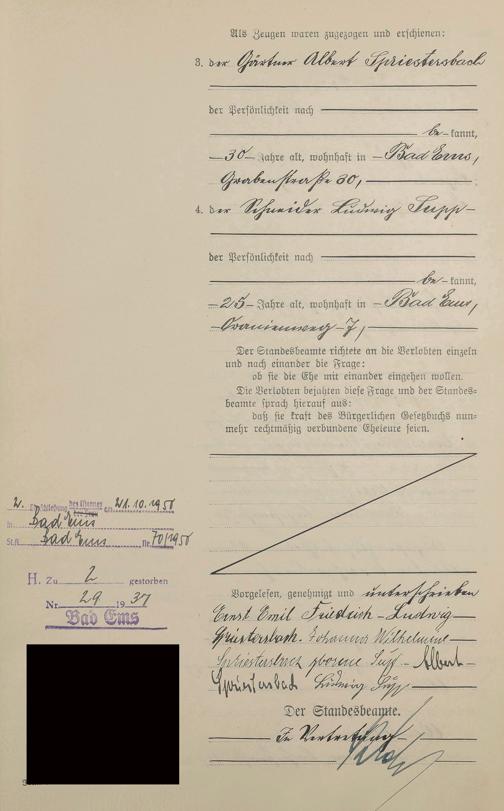 Als Zeugen waren zugezogen und erschienen:
3. der Gärtner Albert Spriestersbach
der Persönlichkeit nach
be-kannt,
30 Jahre alt, wohnhaft in Bad Ems,
Grabenstraße 30,
4. der Schneider Ludwig Supp
der Persönlichkeit nach
be-kannt,
25 Jahre alt, wohnhaft in Bad Ems,
Oranienweg 7,
Der Standesbeamte richtete an die Verlobten einzeln
und nach einander die Frage:
ob sie die Ehe mit einander eingehen wollen.
Die Verlobten bejahten diese Frage und der Standes-
beamte sprach hierauf aus:
daß sie kraft des Bürgerlichen Gesetzbuchs nun-
mehr rechtmäßig verbundene Eheleute seien.
2. Eheschließung des Mannes am 21.10.1950
in Bad Ems
St.A. Bad Ems Nr. 70/1950
H. Zu 2 gestorben
Nr. 29 1937
Bad Ems
Vorgelesen, genehmigt und unterschrieben
Ernst Emil Friedrich Ludwig
Spriestersbach. Johanna Wilhelmine
Spriestersbach geborene Supp Albert
Spriestersbach Ludwig Supp
Der Standesbeamte.
In Vertretung